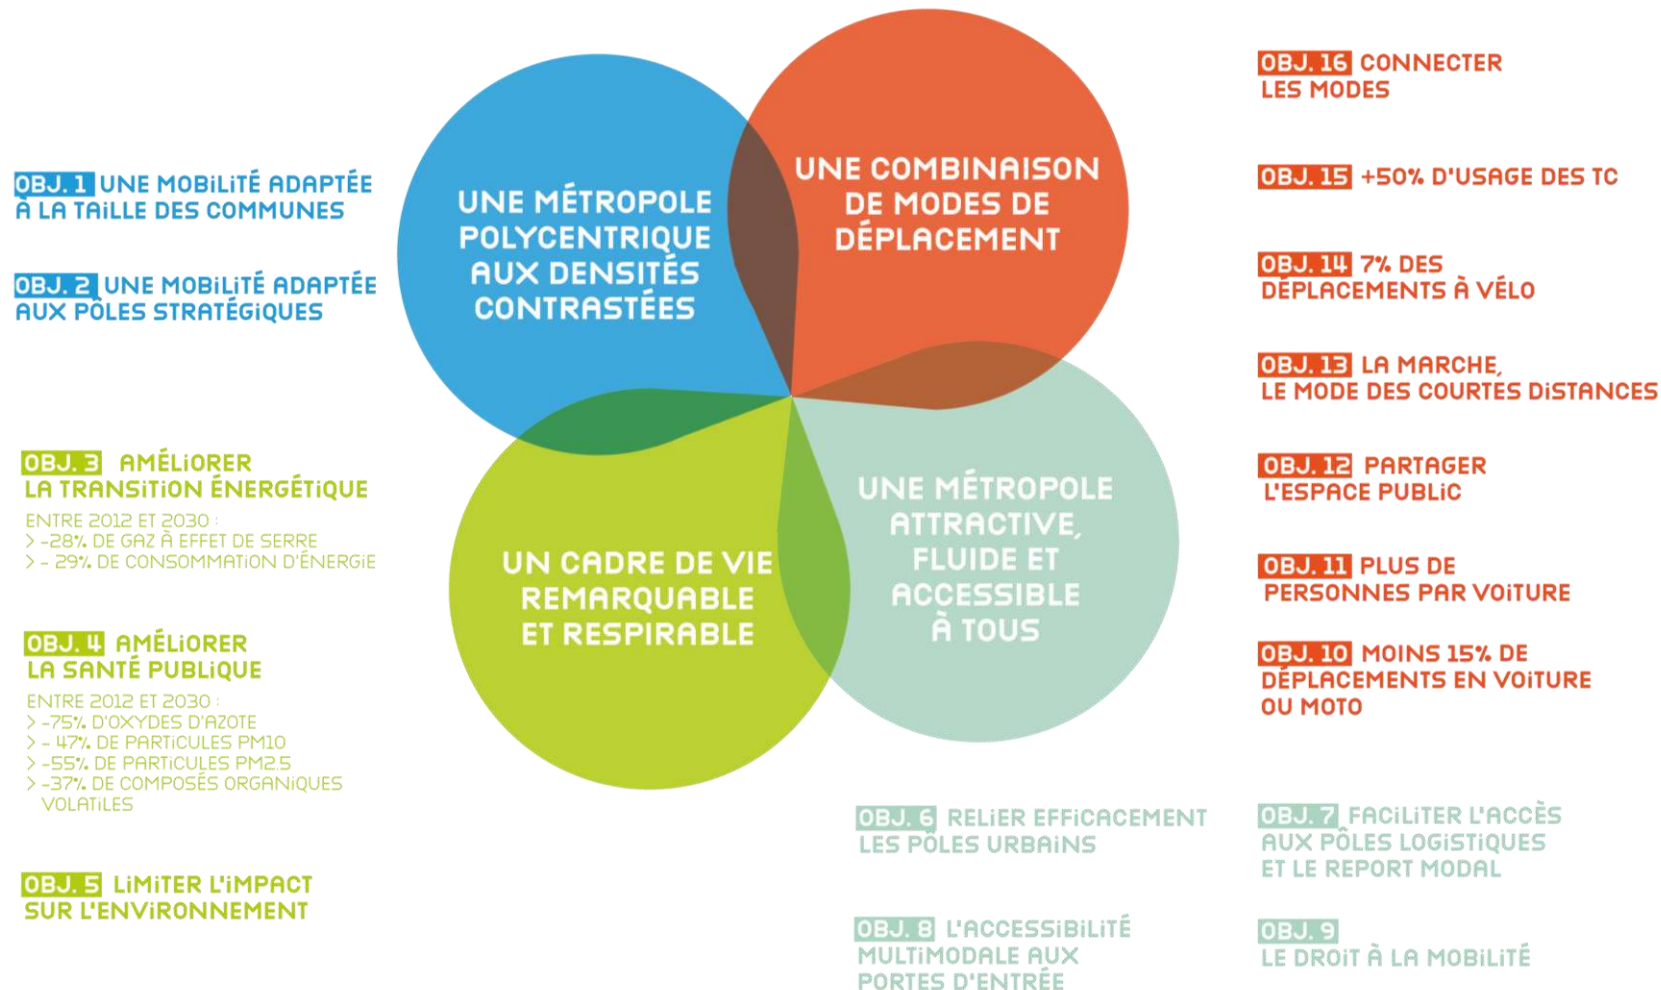 OBJ. 1 UNE MOBILITÉ ADAPTÉE
À LA TAILLE DES COMMUNES
OBJ. 2 UNE MOBILITÉ ADAPTÉE
AUX PÔLES STRATÉGIQUES
UNE MÉTROPOLE
POLYCENTRIQUE
AUX DENSITÉS
CONTRASTÉES
UNE COMBINAISON
DE MODES DE
DÉPLACEMENT
OBJ. 16 CONNECTER
LES MODES
OBJ. 15 +50% D'USAGE DES TC
OBJ. 14 7% DES
DÉPLACEMENTS À VÉLO
OBJ. 13 LA MARCHE,
LE MODE DES COURTES DISTANCES
OBJ. 12 PARTAGER
L'ESPACE PUBLIC
OBJ. 11 PLUS DE
PERSONNES PAR VOITURE
OBJ. 10 MOINS 15% DE
DÉPLACEMENTS EN VOITURE
OU MOTO
OBJ. 3 AMÉLIORER
LA TRANSITION ÉNERGÉTIQUE
ENTRE 2012 ET 2030 :
> -28% DE GAZ À EFFET DE SERRE
> - 29% DE CONSOMMATION D'ÉNERGIE
OBJ. 4 AMÉLIORER
LA SANTÉ PUBLIQUE
ENTRE 2012 ET 2030 :
> -75% D'OXYDES D'AZOTE
> - 47% DE PARTICULES PM10
> -55% DE PARTICULES PM2.5
> -37% DE COMPOSÉS ORGANIQUES
VOLATILES
OBJ. 5 LIMITER L'IMPACT
SUR L'ENVIRONNEMENT
UN CADRE DE VIE
REMARQUABLE
ET RESPIRABLE
UNE MÉTROPOLE
ATTRACTIVE,
FLUIDE ET
ACCESSIBLE
À TOUS
OBJ. 6 RELIER EFFICACEMENT
LES PÔLES URBAINS
OBJ. 7 FACILITER L'ACCÈS
AUX PÔLES LOGISTIQUES
ET LE REPORT MODAL
OBJ. 8 L'ACCESSIBILITÉ
MULTIMODALE AUX
PORTES D'ENTRÉE
OBJ. 9
LE DROIT À LA MOBILITÉ